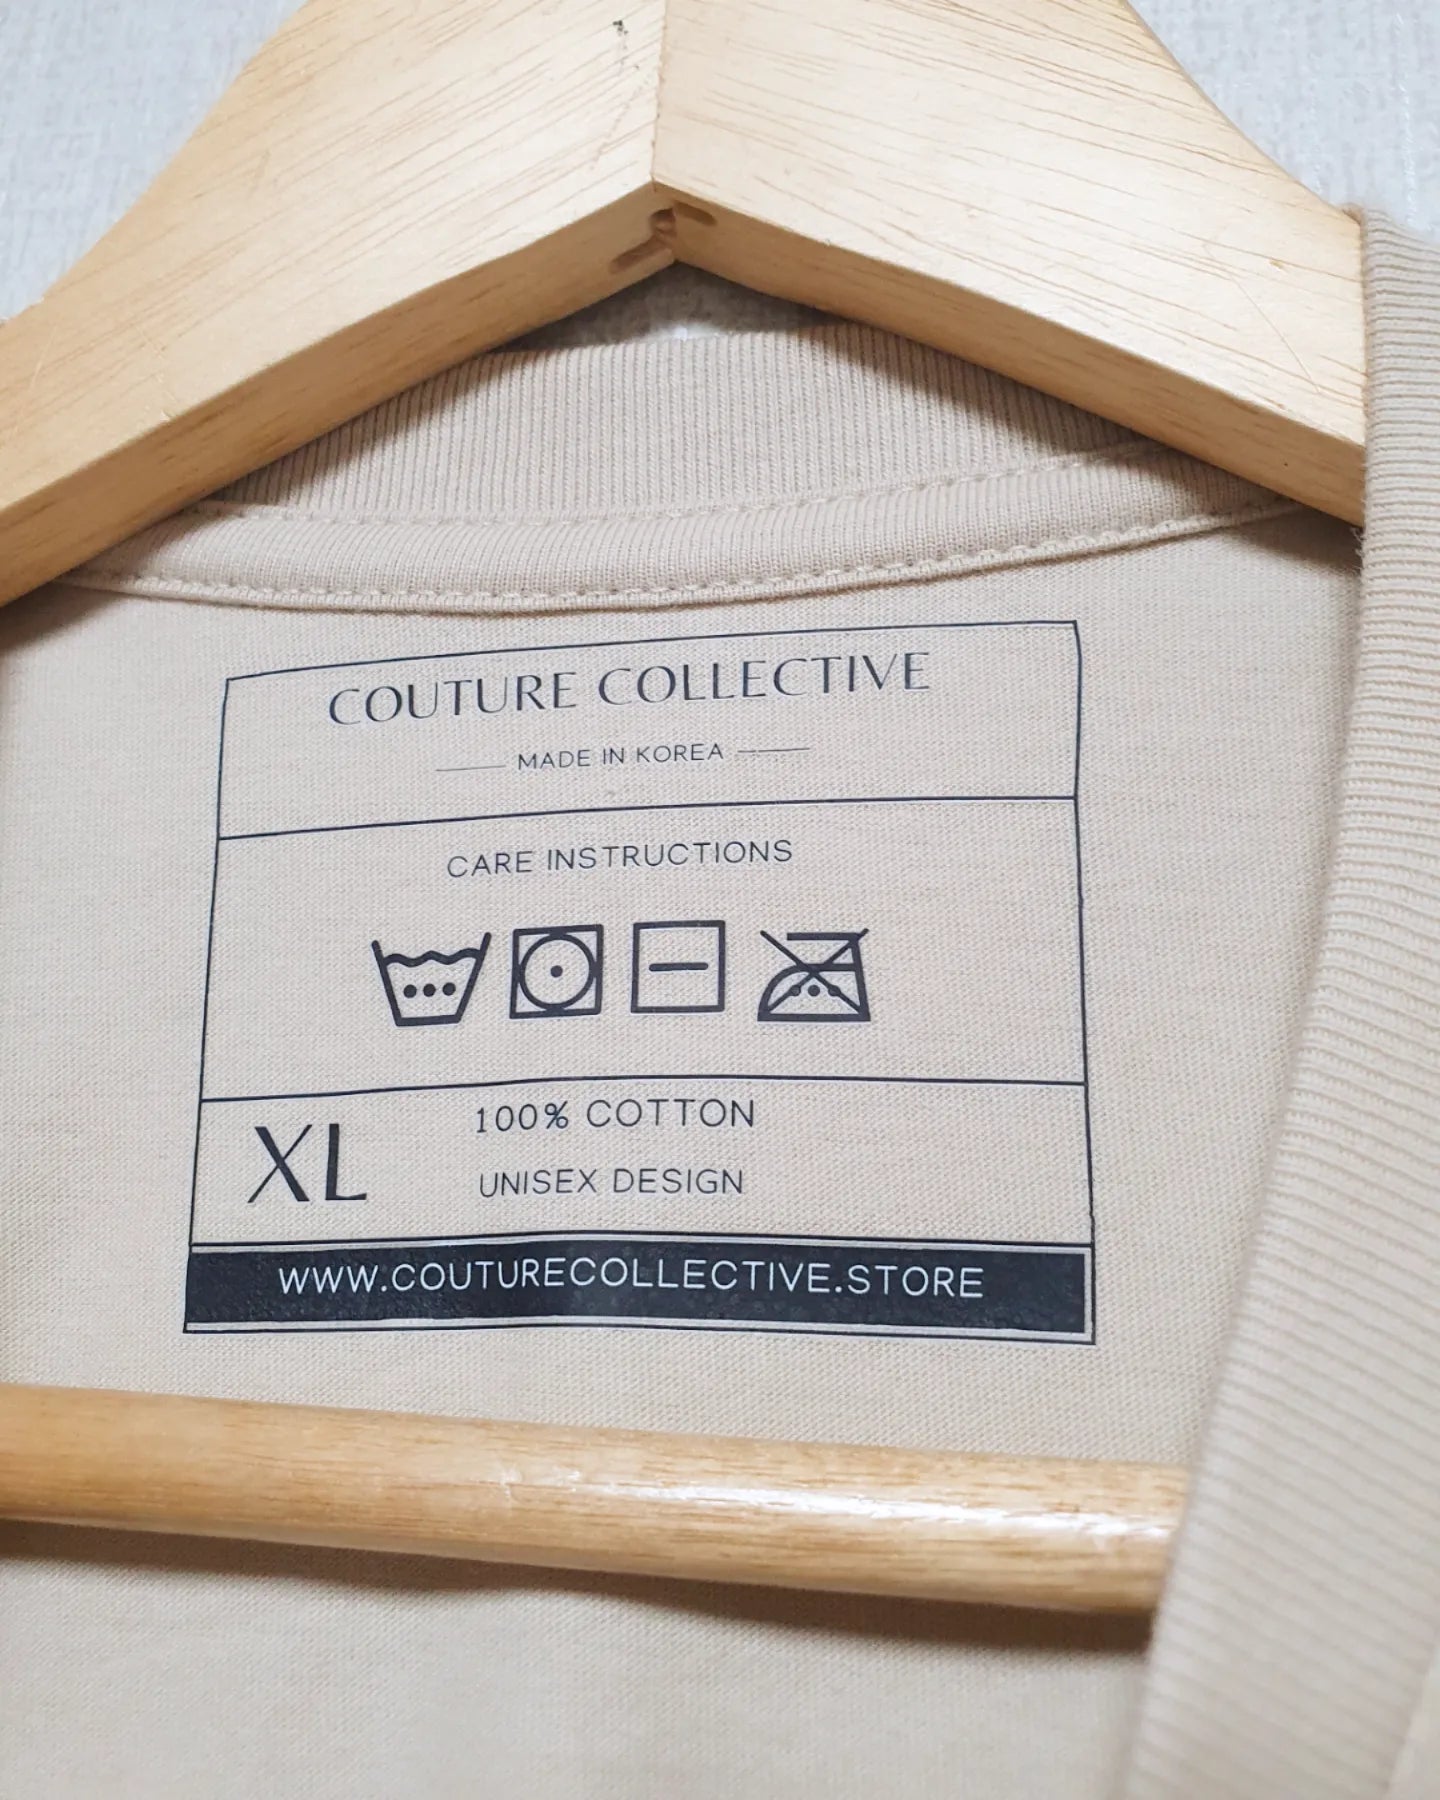 COUTURE COLLECTIVE
MADE IN KOREA
CARE INSTRUCTIONS
XL
100% COTTON
UNISEX DESIGN
WWW.COUTURECOLLECTIVE.STORE